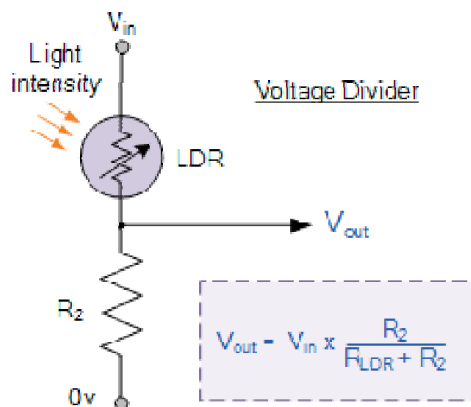 Vin
Light
intensity
Voltage Divider
LDR
Vout
R2
Vout - Vin x R2
RLDR + R2
0v